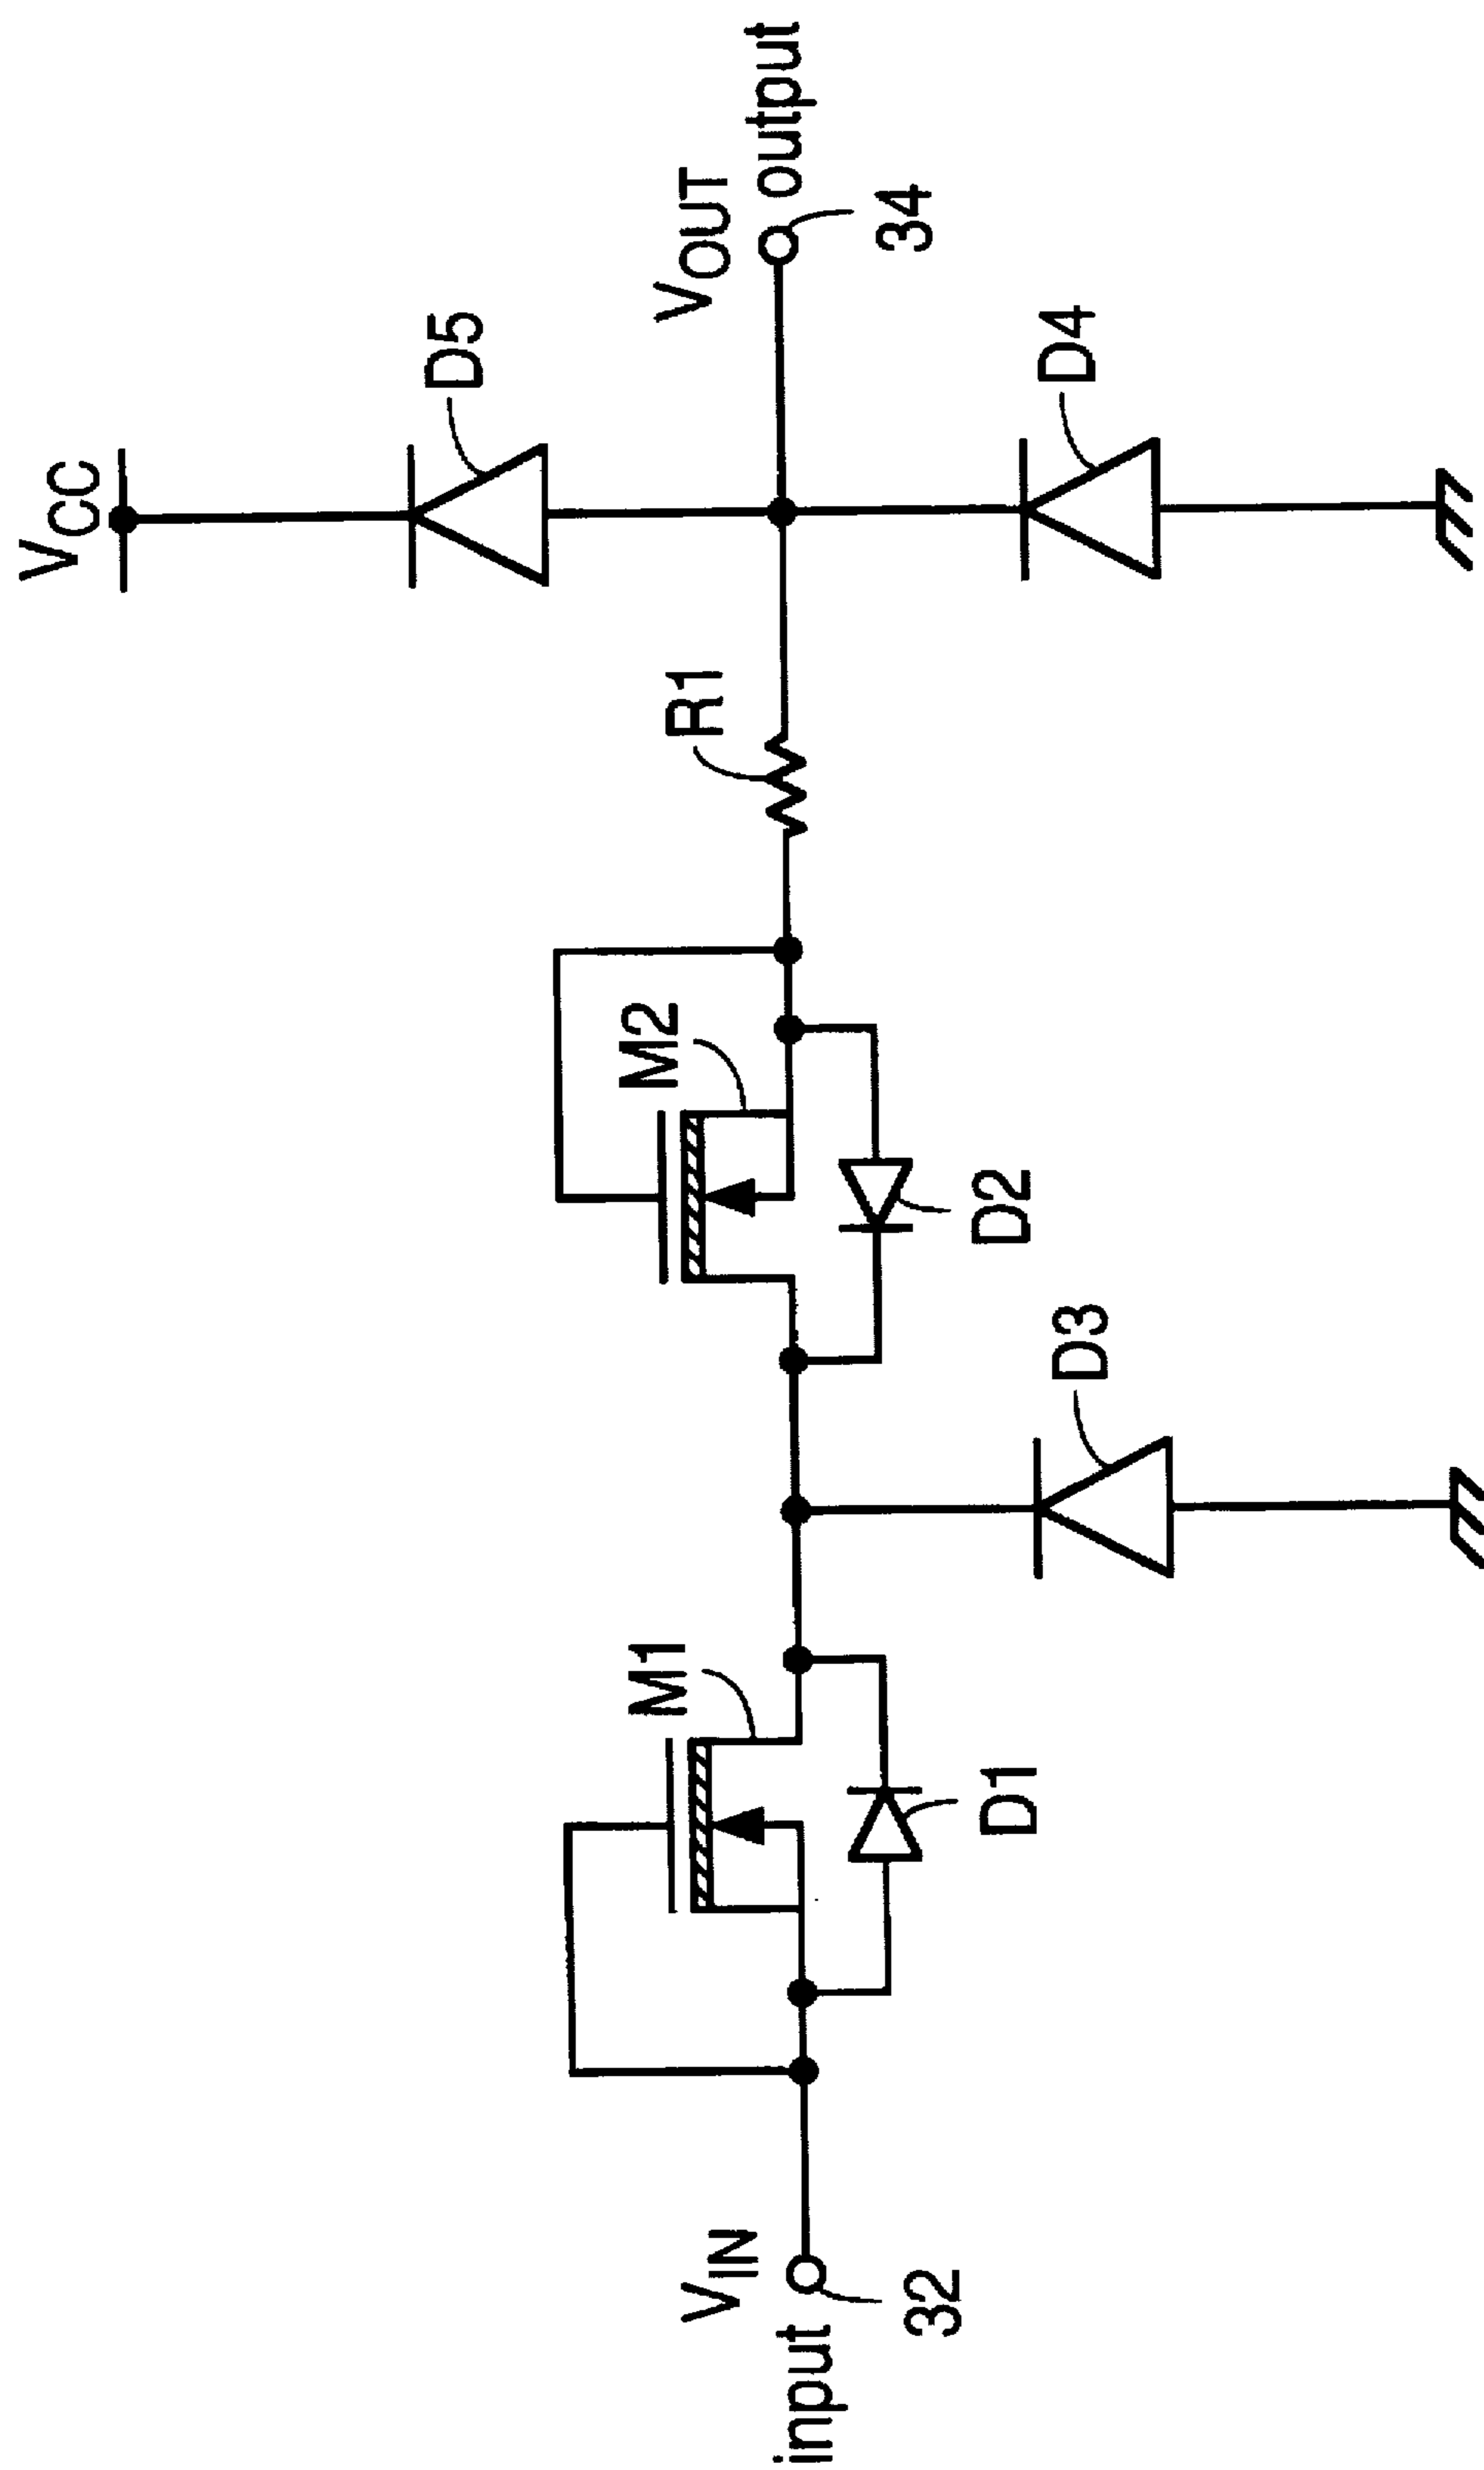 VCC
D5
VOUT
output
34
R1
D4
M2
D2
M1
D3
D1
VIN
input
32